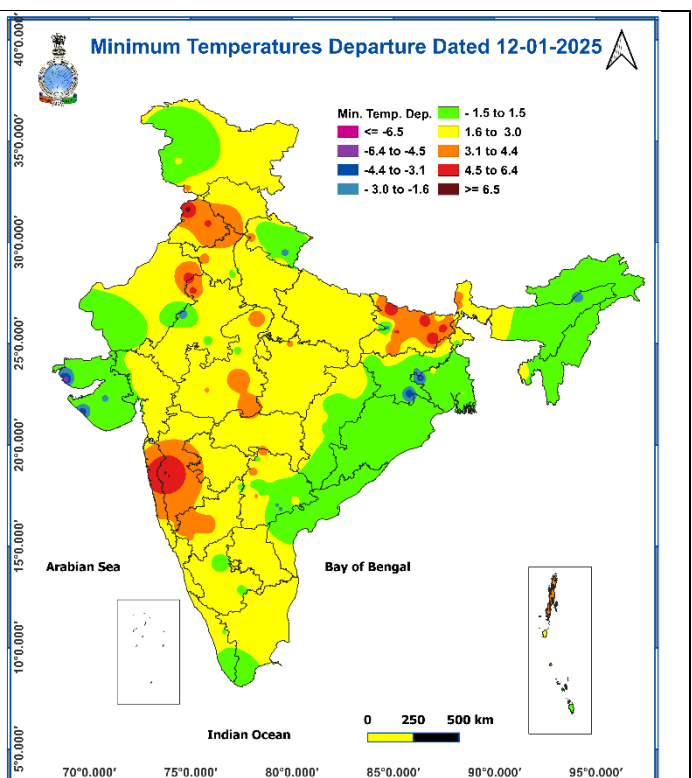 Minimum Temperatures Departure Dated 12-01-2025
Min. Temp. Dep.
<= -6.5
-6.4 to -4.5
-4.4 to -3.1
- 3.0 to -1.6
- 1.5 to 1.5
1.6 to 3.0
3.1 to 4.4
4.5 to 6.4
>= 6.5
40°0.000'
35°0.000'
30°0.000'
25°0.000'
20°0.000'
15°0.000'
10°0.000'
5°0.000'
Arabian Sea
Bay of Bengal
Indian Ocean
0 250 500 km
70°0.000' 75°0.000' 80°0.000' 85°0.000' 90°0.000' 95°0.000'